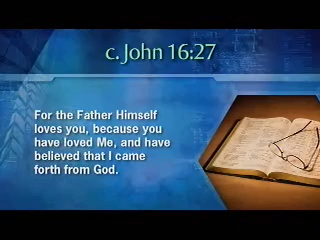 c. John 16:27
For the Father Himself
loves you, because you
have loved Me, and have
believed that I came
forth from God.